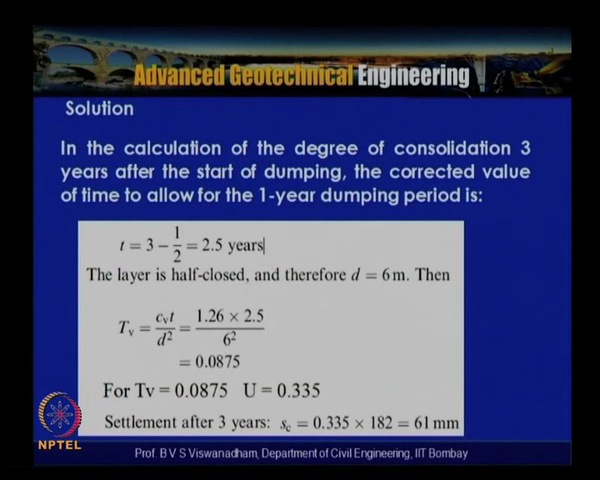 Advanced Geotechnical Engineering
Solution
In the calculation of the degree of consolidation 3
years after the start of dumping, the corrected value
of time to allow for the 1-year dumping period is:
t = 3 − 1/2 = 2.5 years
The layer is half-closed, and therefore d = 6 m. Then
Tᵥ = cᵥt/d² = 1.26 × 2.5/6²
= 0.0875
For Tv = 0.0875 U = 0.335
Settlement after 3 years: s_c = 0.335 × 182 = 61 mm
NPTEL
Prof. B V S Viswanadham, Department of Civil Engineering, IIT Bombay